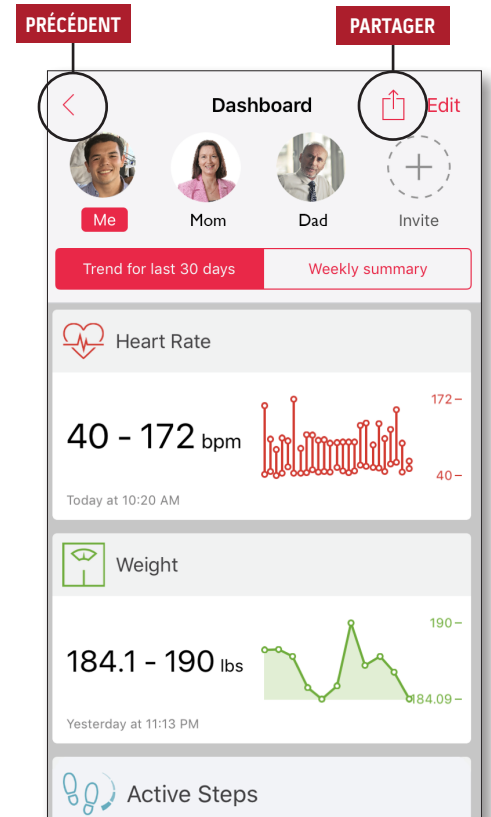 PRÉCÉDENT
PARTAGER
Dashboard
Edit
Me
Mom
Dad
Invite
Trend for last 30 days
Weekly summary
Heart Rate
172
40 - 172 bpm
40
Today at 10:20 AM
Weight
190
184.1 - 190 lbs
184.09
Yesterday at 11:13 PM
Active Steps